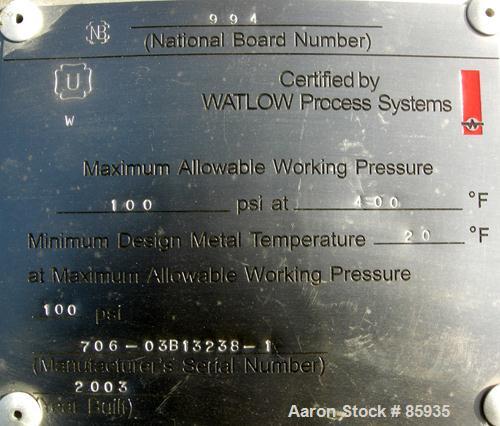 NB 994
(National Board Number)
U Certified by
W WATLOW Process Systems
Maximum Allowable Working Pressure
100 psi at 400 °F
Minimum Design Metal Temperature 20 °F
at Maximum Allowable Working Pressure
100 psi
706-03B13238-1
(Manufacturer's Serial Number)
2003
(Year Built)
Aaron Stock # 85935